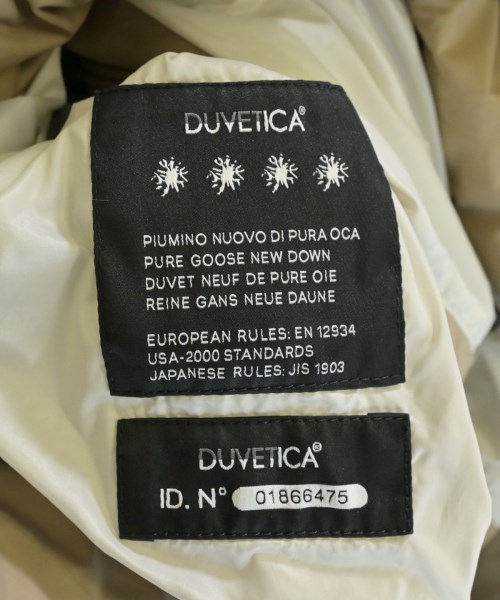 DUVETICA®
PIUMINO NUOVO DI PURA OCA
PURE GOOSE NEW DOWN
DUVET NEUF DE PURE OIE
REINE GANS NEUE DAUNE
EUROPEAN RULES: EN 12934
USA-2000 STANDARDS
JAPANESE RULES: JIS 1903
DUVETICA®
ID. N° 01866475